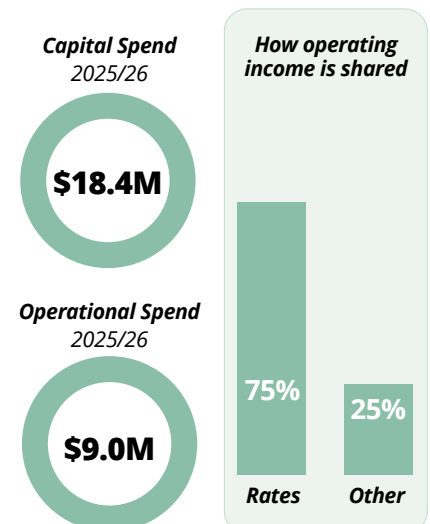 Capital Spend
2025/26
$18.4M
Operational Spend
2025/26
$9.0M
How operating
income is shared
75%
25%
Rates
Other